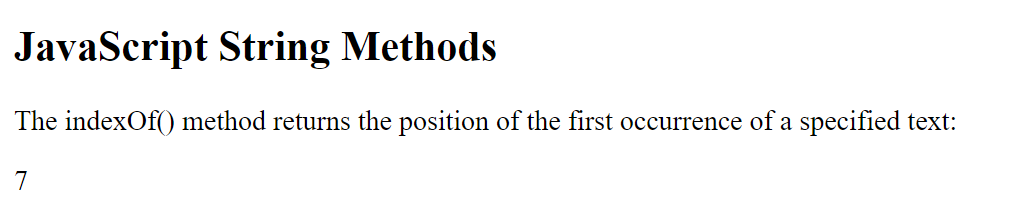 JavaScript String Methods
The indexOf() method returns the position of the first occurrence of a specified text:
7